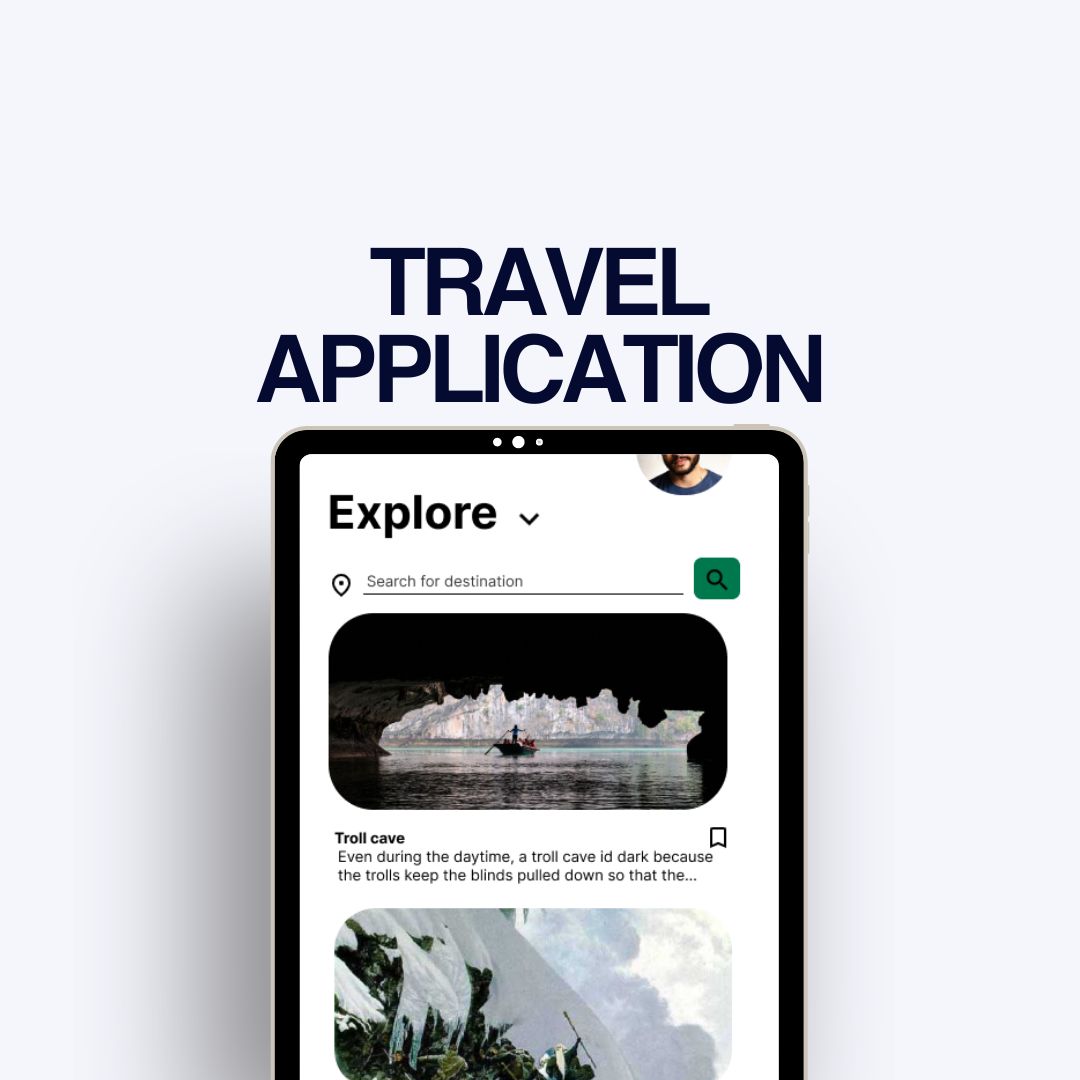 TRAVEL
APPLICATION
Explore
Search for destination
Troll cave
Even during the daytime, a troll cave id dark because
the trolls keep the blinds pulled down so that the...